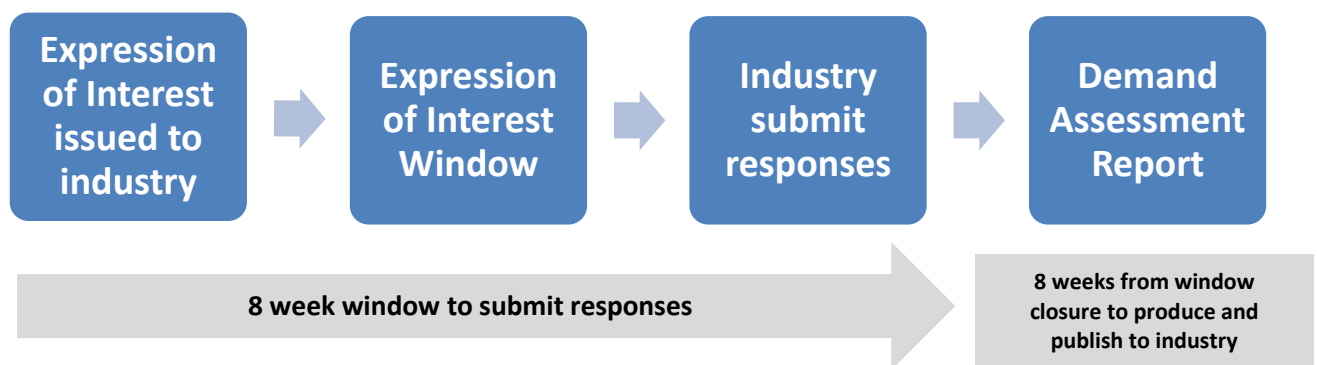 Expression
of Interest
issued to
industry
Expression
of Interest
Window
Industry
submit
responses
Demand
Assessment
Report
8 week window to submit responses
8 weeks from window
closure to produce and
publish to industry